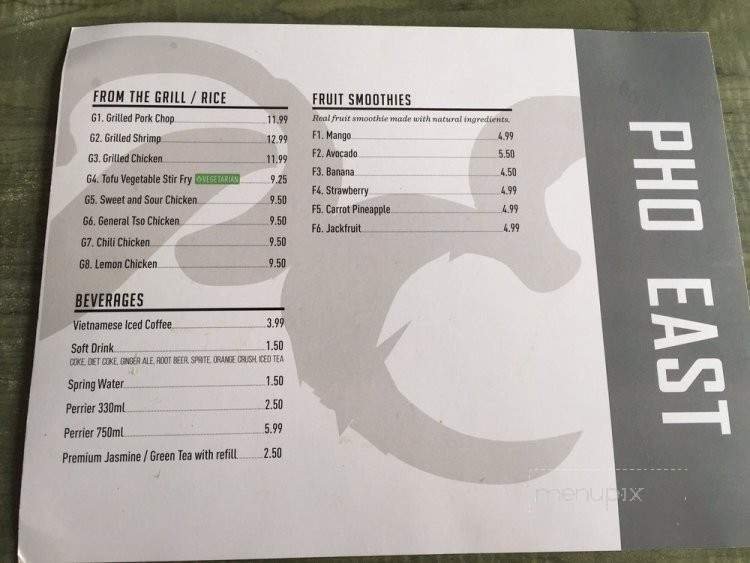 FROM THE GRILL / RICE
G1. Grilled Pork Chop 11.99
G2. Grilled Shrimp 12.99
G3. Grilled Chicken 11.99
G4. Tofu Vegetable Stir Fry VEGETARIAN 9.25
G5. Sweet and Sour Chicken 9.50
G6. General Tso Chicken 9.50
G7. Chili Chicken 9.50
G8. Lemon Chicken 9.50
BEVERAGES
Vietnamese Iced Coffee 3.99
Soft Drink 1.50
COKE, DIET COKE, GINGER ALE, ROOT BEER, SPRITE, ORANGE CRUSH, ICED TEA
Spring Water 1.50
Perrier 330ml 2.50
Perrier 750ml 5.99
Premium Jasmine / Green Tea with refill 2.50
FRUIT SMOOTHIES
Real fruit smoothie made with natural ingredients.
F1. Mango 4.99
F2. Avocado 5.50
F3. Banana 4.50
F4. Strawberry 4.99
F5. Carrot Pineapple 4.99
F6. Jackfruit 4.99
PHO EAST
menupix